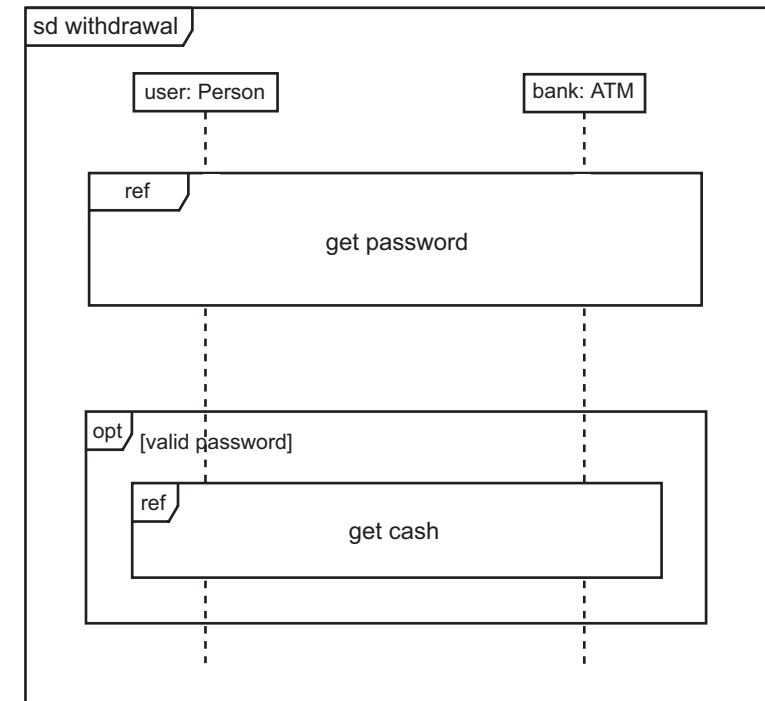 sd withdrawal
user: Person
bank: ATM
ref
get password
opt
[valid password]
ref
get cash